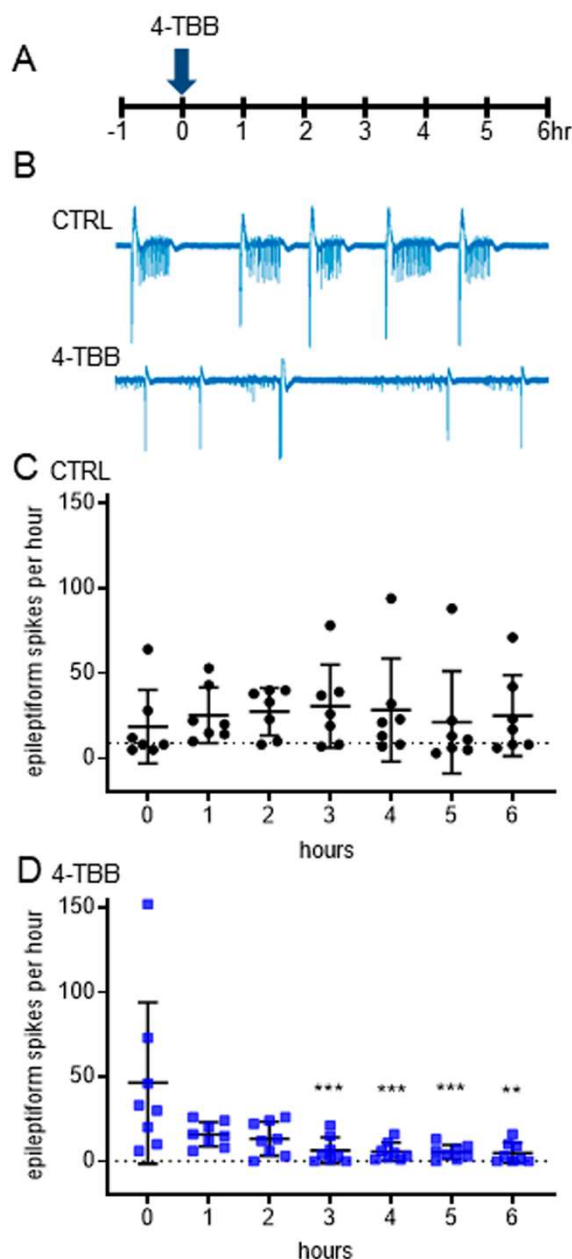 4-TBB
A
-1 0 1 2 3 4 5 6hr
B
CTRL
4-TBB
C CTRL
epileptiform spikes per hour
150
100
50
0
0 1 2 3 4 5 6
hours
D 4-TBB
epileptiform spikes per hour
150
100
50
0
*** *** *** **
0 1 2 3 4 5 6
hours